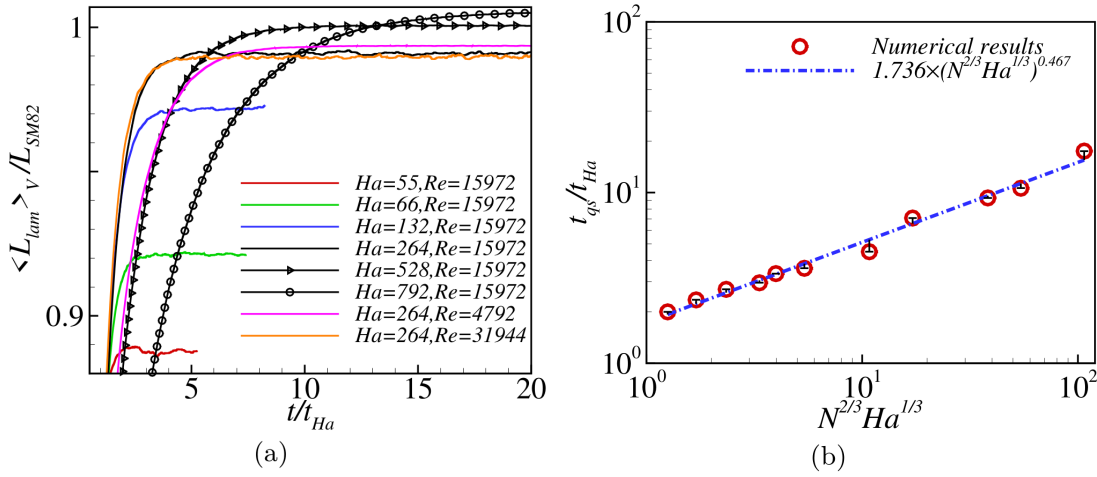 1
0.9
<L_lam>_V/L_SM82
Ha=55,Re=15972
Ha=66,Re=15972
Ha=132,Re=15972
Ha=264,Re=15972
Ha=528,Re=15972
Ha=792,Re=15972
Ha=264,Re=4792
Ha=264,Re=31944
5 10 15 20
t/t_Ha
(a)
10^2
10^1
10^0
t_qs/t_Ha
Numerical results
1.736×(N^{2/3}Ha^{1/3})^{0.467}
10^0 10^1 10^2
N^{2/3}Ha^{1/3}
(b)